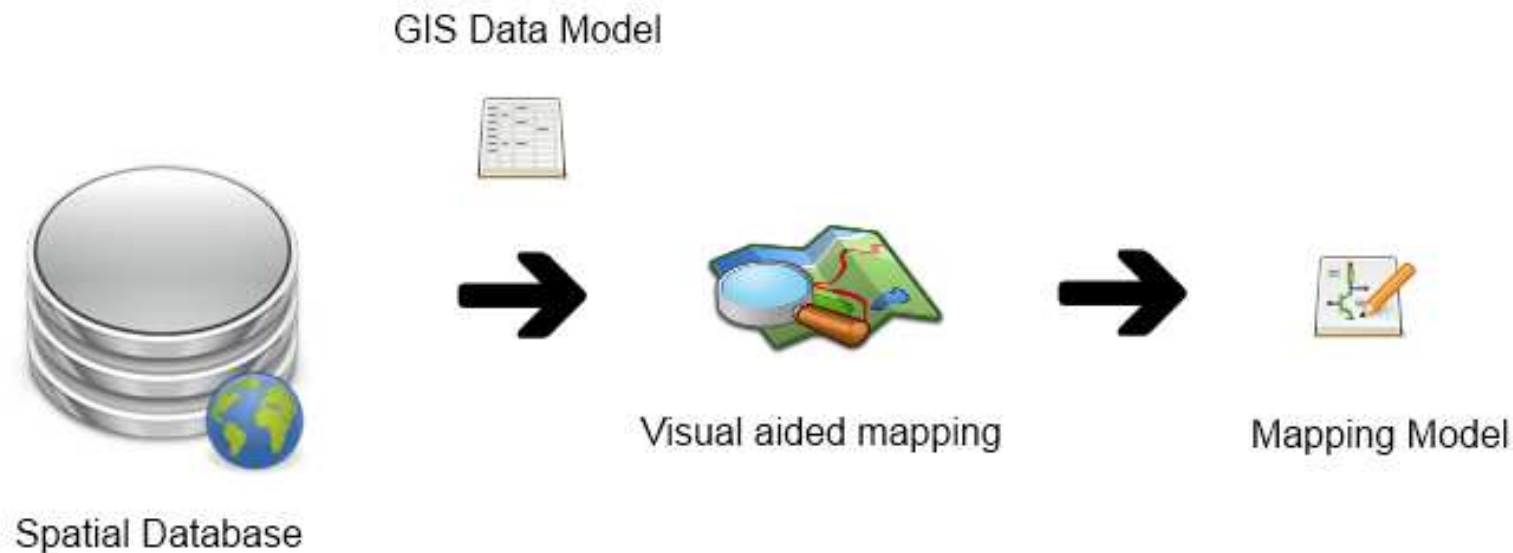 GIS Data Model
Visual aided mapping
Mapping Model
Spatial Database